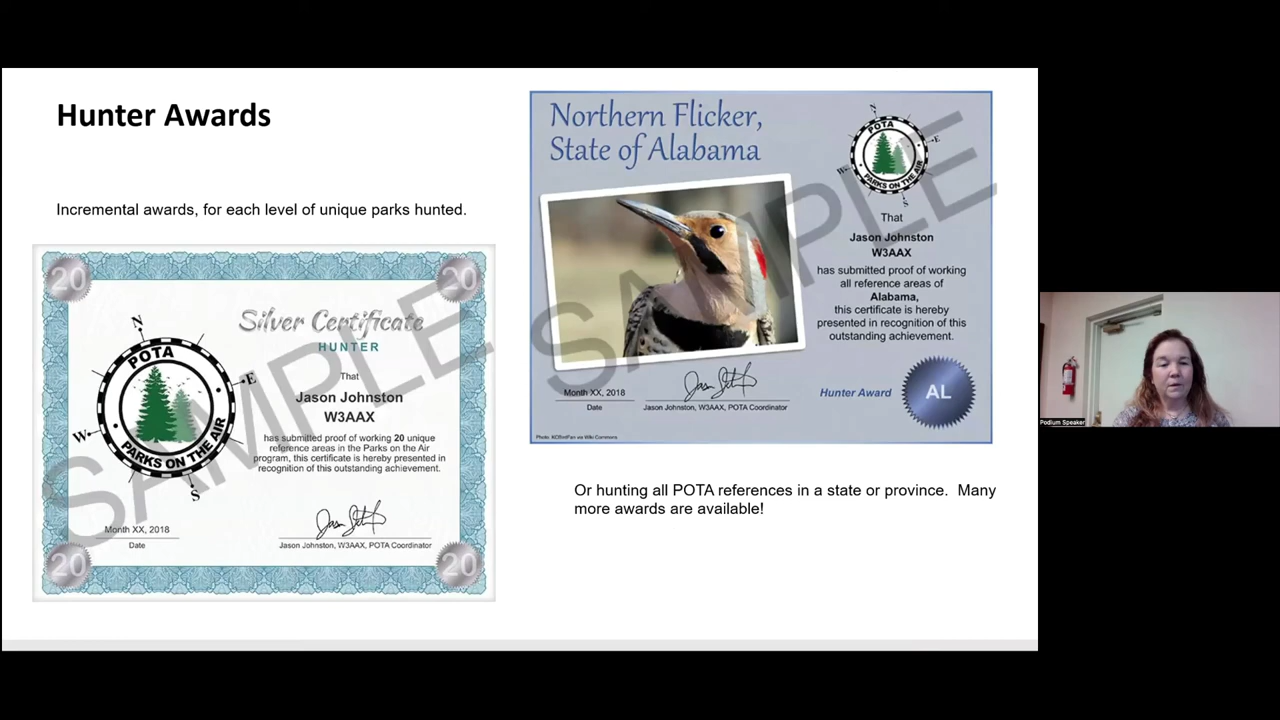 Hunter Awards
Incremental awards, for each level of unique parks hunted.
20
20
Silver Certificate
HUNTER
N
E
S
W
POTA
PARKS ON THE AIR
That
Jason Johnston
W3AAX
has submitted proof of working 20 unique
reference areas in the Parks on the Air
program, this certificate is hereby presented in
recognition of this outstanding achievement.
Month XX, 2018
Date
Jason Johnston, W3AAX, POTA Coordinator
20
20
SAMPLE
Northern Flicker,
State of Alabama
N
E
S
W
POTA
PARKS ON THE AIR
That
Jason Johnston
W3AAX
has submitted proof of working
all reference areas of
Alabama,
this certificate is hereby
presented in recognition of this
outstanding achievement.
Month XX, 2018
Date
Jason Johnston, W3AAX, POTA Coordinator
Hunter Award
AL
SAMPLE
Or hunting all POTA references in a state or province. Many
more awards are available!
Podium Speaker